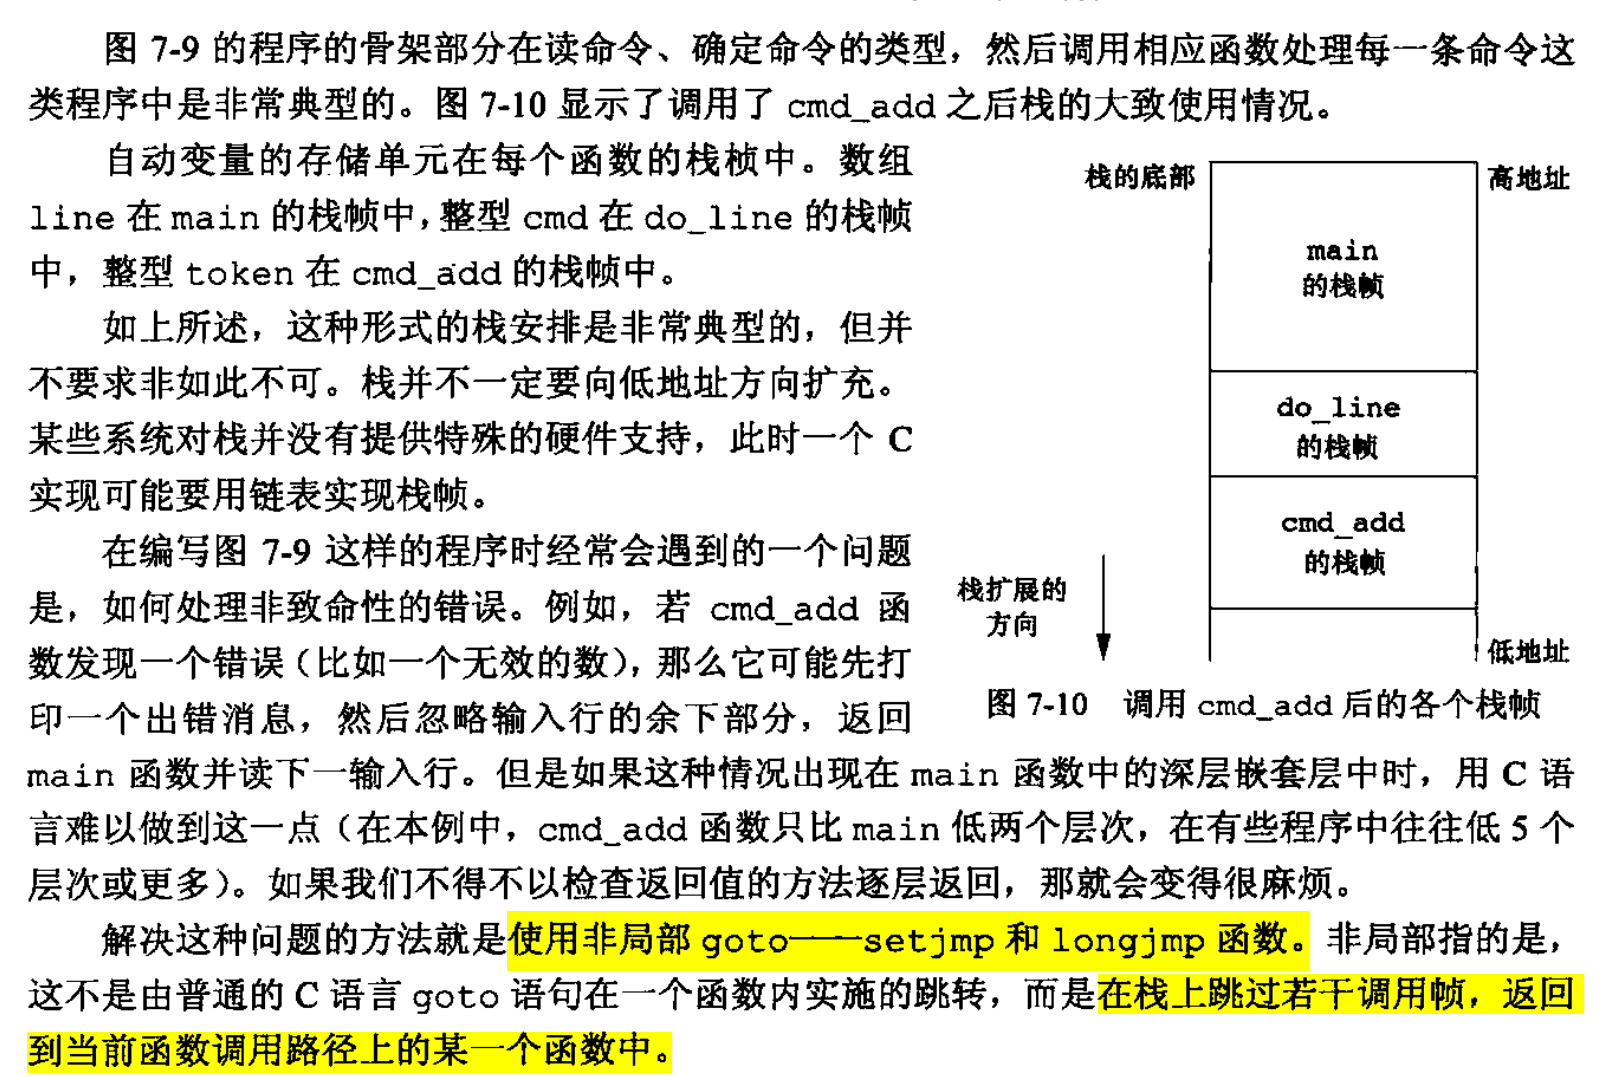 图 7-9 的程序的骨架部分在读命令、确定命令的类型，然后调用相应函数处理每一条命令这
类程序中是非常典型的。图 7-10 显示了调用了 cmd_add 之后栈的大致使用情况。
自动变量的存储单元在每个函数的栈桢中。数组
line 在 main 的栈帧中，整型 cmd 在 do_line 的栈帧
中，整型 token 在 cmd_add 的栈帧中。
如上所述，这种形式的栈安排是非常典型的，但并
不要求非如此不可。栈并不一定要向低地址方向扩充。
某些系统对栈并没有提供特殊的硬件支持，此时一个 C
实现可能要用链表实现栈帧。
在编写图 7-9 这样的程序时经常会遇到的一个问题
是，如何处理非致命性的错误。例如，若 cmd_add 函
数发现一个错误（比如一个无效的数），那么它可能先打
印一个出错消息，然后忽略输入行的余下部分，返回
栈的底部
高地址
main
的栈帧
do_line
的栈帧
cmd_add
的栈帧
栈扩展的
方向
低地址
图 7-10 调用 cmd_add 后的各个栈帧
main 函数并读下一输入行。但是如果这种情况出现在 main 函数中的深层嵌套层中时，用 C 语
言难以做到这一点（在本例中，cmd_add 函数只比 main 低两个层次，在有些程序中往往低 5 个
层次或更多）。如果我们不得不以检查返回值的方法逐层返回，那就会变得很麻烦。
解决这种问题的方法就是使用非局部 goto——setjmp 和 longjmp 函数。非局部指的是，
这不是由普通的 C 语言 goto 语句在一个函数内实施的跳转，而是在栈上跳过若干调用帧，返回
到当前函数调用路径上的某一个函数中。